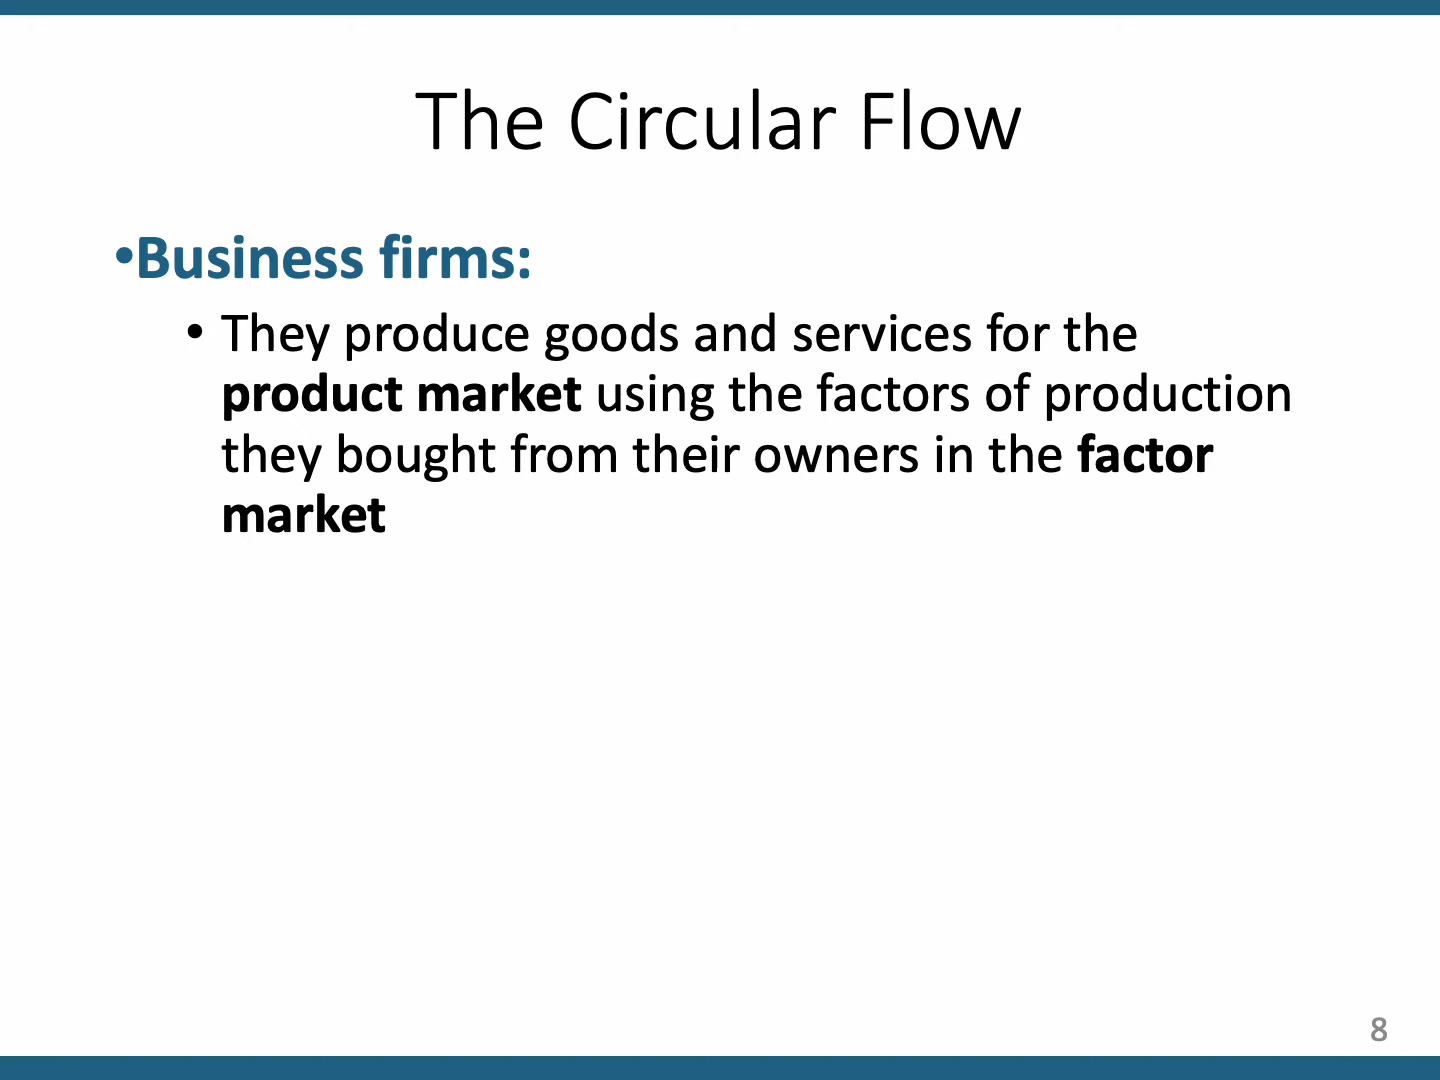 The Circular Flow
•Business firms:
• They produce goods and services for the
product market using the factors of production
they bought from their owners in the factor
market
8